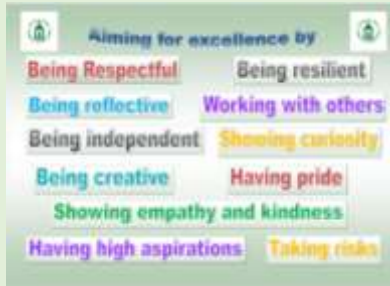 Aiming for excellence by
Being Respectful Being resilient
Being reflective Working with others
Being independent Showing curiosity
Being creative Having pride
Showing empathy and kindness
Having high aspirations Taking risks